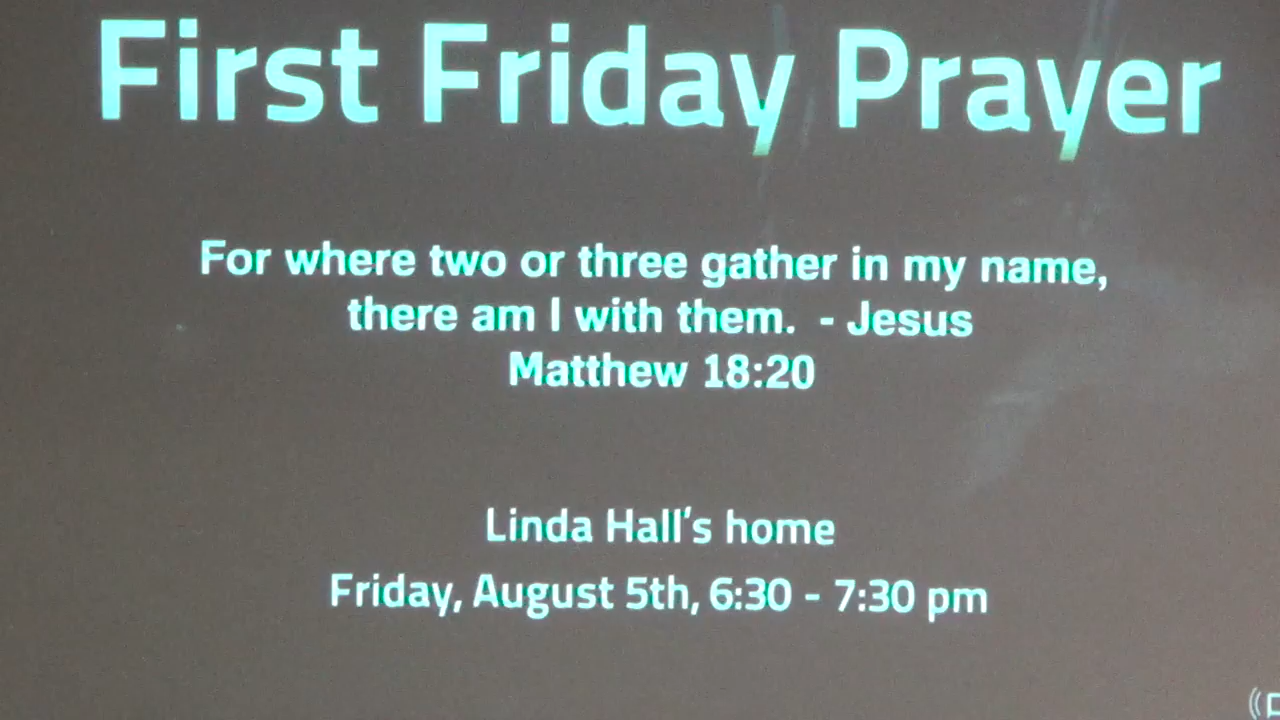 First Friday Prayer
For where two or three gather in my name,
there am I with them. - Jesus
Matthew 18:20
Linda Hall's home
Friday, August 5th, 6:30 - 7:30 pm